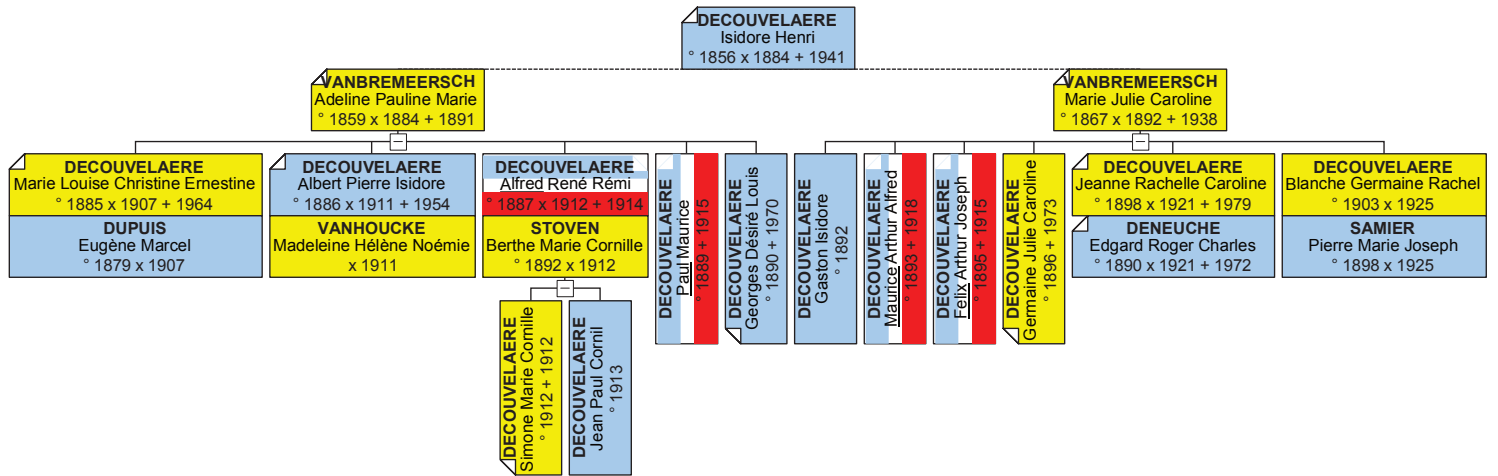 DECOUVELAERE
Isidore Henri
° 1856 x 1884 + 1941
VANBREMEERSCH
Adeline Pauline Marie
° 1859 x 1884 + 1891
VANBREMEERSCH
Marie Julie Caroline
° 1867 x 1892 + 1938
DECOUVELAERE
Marie Louise Christine Ernestine
° 1885 x 1907 + 1964
DUPUIS
Eugène Marcel
° 1879 x 1907
DECOUVELAERE
Albert Pierre Isidore
° 1886 x 1911 + 1954
VANHOUCKE
Madeleine Hélène Noémie
x 1911
DECOUVELAERE
Alfred René Rémi
° 1887 x 1912 + 1914
STOVEN
Berthe Marie Cornille
° 1892 x 1912
DECOUVELAERE
Simone Marie Cornille
° 1912 + 1912
DECOUVELAERE
Jean Paul Cornil
° 1913
DECOUVELAERE
Paul Maurice
° 1889 + 1915
DECOUVELAERE
Georges Désiré Louis
° 1890 + 1970
DECOUVELAERE
Gaston Isidore
° 1892
DECOUVELAERE
Maurice Arthur Alfred
° 1893 + 1918
DECOUVELAERE
Felix Arthur Joseph
° 1895 + 1915
DECOUVELAERE
Germaine Julie Caroline
° 1896 + 1973
DECOUVELAERE
Jeanne Rachelle Caroline
° 1898 x 1921 + 1979
DENEUCHE
Edgard Roger Charles
° 1890 x 1921 + 1972
DECOUVELAERE
Blanche Germaine Rachel
° 1903 x 1925
SAMIER
Pierre Marie Joseph
° 1898 x 1925